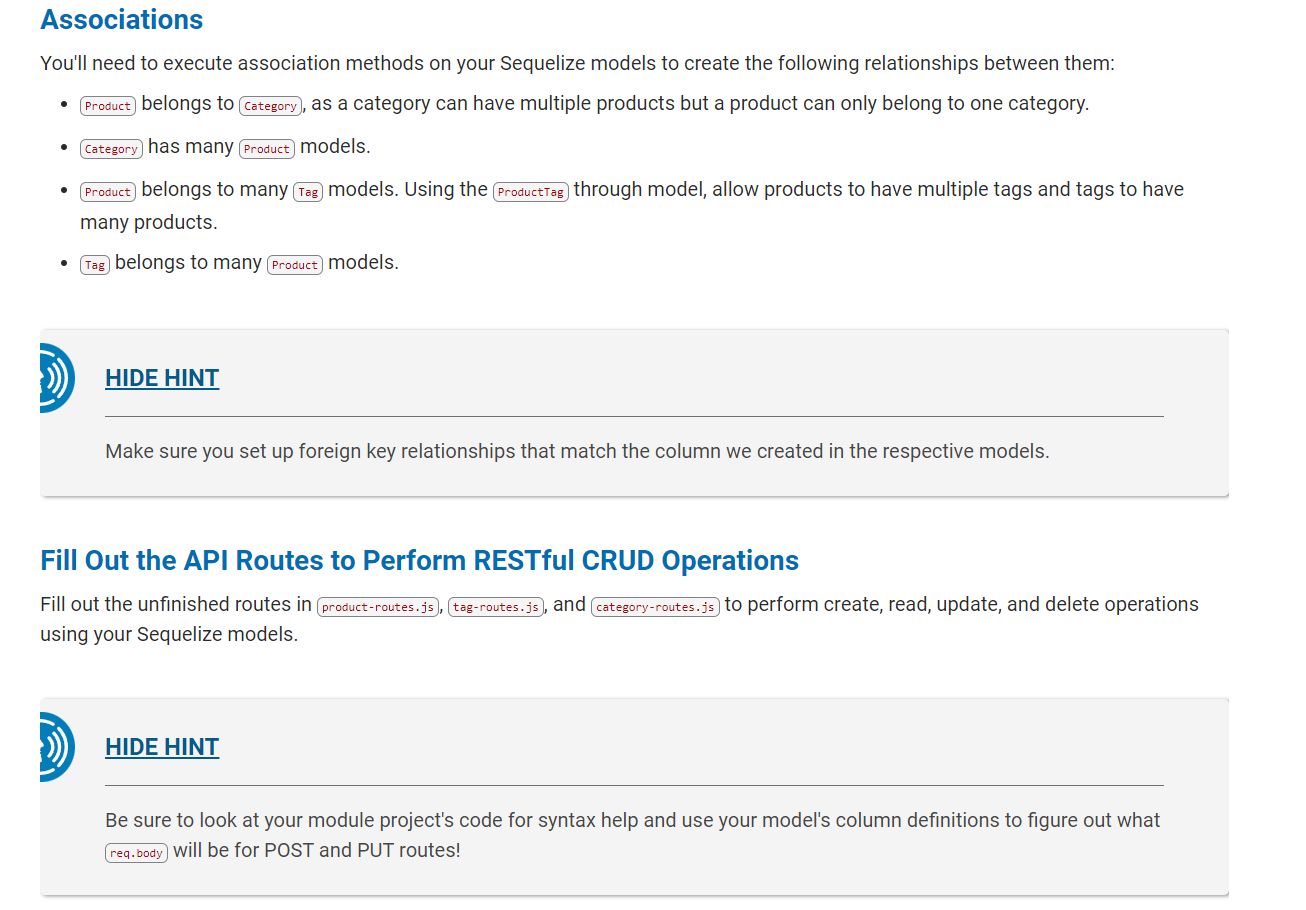 Associations
You'll need to execute association methods on your Sequelize models to create the following relationships between them:
• Product belongs to Category, as a category can have multiple products but a product can only belong to one category.
• Category has many Product models.
• Product belongs to many Tag models. Using the ProductTag through model, allow products to have multiple tags and tags to have
many products.
• Tag belongs to many Product models.
HIDE HINT
Make sure you set up foreign key relationships that match the column we created in the respective models.
Fill Out the API Routes to Perform RESTful CRUD Operations
Fill out the unfinished routes in product-routes.js, tag-routes.js, and category-routes.js to perform create, read, update, and delete operations
using your Sequelize models.
HIDE HINT
Be sure to look at your module project's code for syntax help and use your model's column definitions to figure out what
req.body will be for POST and PUT routes!